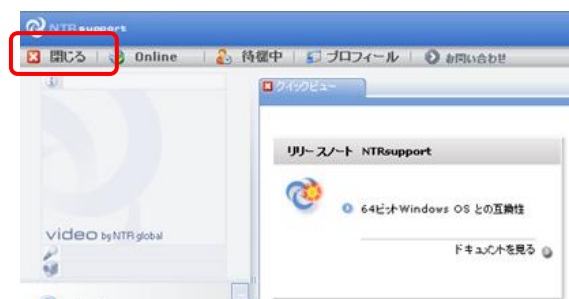 NTRsupport
閉じる Online 待機中 プロフィール お問い合わせ
クイックビュー
リリースノート NTRsupport
64ビットWindows OS との互換性
video by NTRglobal
ドキュメントを見る